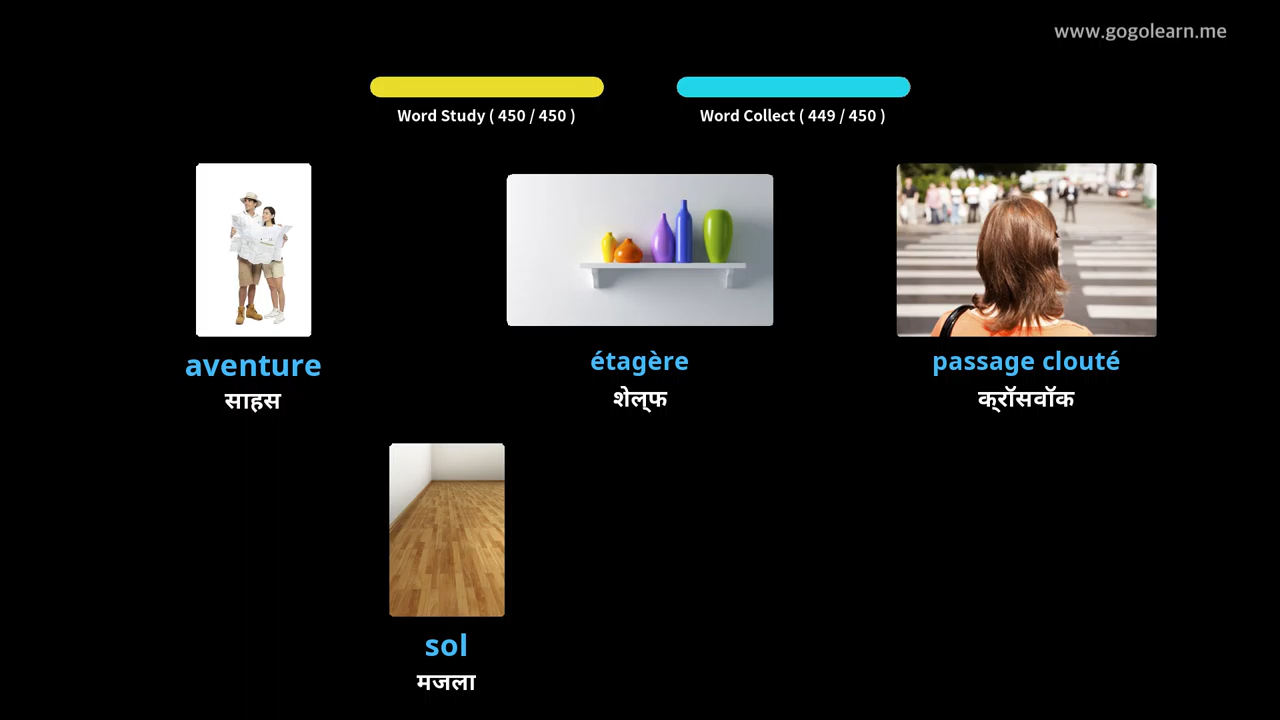 www.gogolearn.me
Word Study ( 450 / 450 )
Word Collect ( 449 / 450 )
aventure
साहस
étagère
शेल्फ
passage clouté
क्रॉसवॉक
sol
मजला